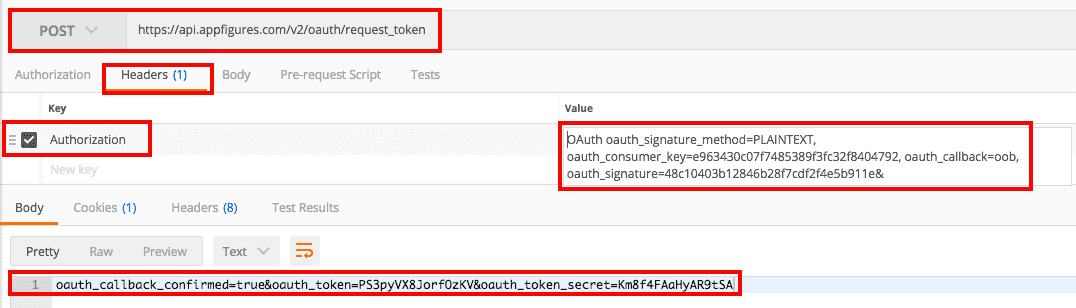 POST https://api.appfigures.com/v2/oauth/request_token
Authorization Headers (1) Body Pre-request Script Tests
Key Value
Authorization OAuth oauth_signature_method=PLAINTEXT,
oauth_consumer_key=e963430c07f7485389f3fc32f8404792, oauth_callback=oob,
oauth_signature=48c10403b12846b28f7cdf2f4e5b911e&
New key
Body Cookies (1) Headers (8) Test Results
Pretty Raw Preview Text
1 oauth_callback_confirmed=true&oauth_token=PS3pyVX8JorfOzKV&oauth_token_secret=Km8f4FAaHyAR9tSA